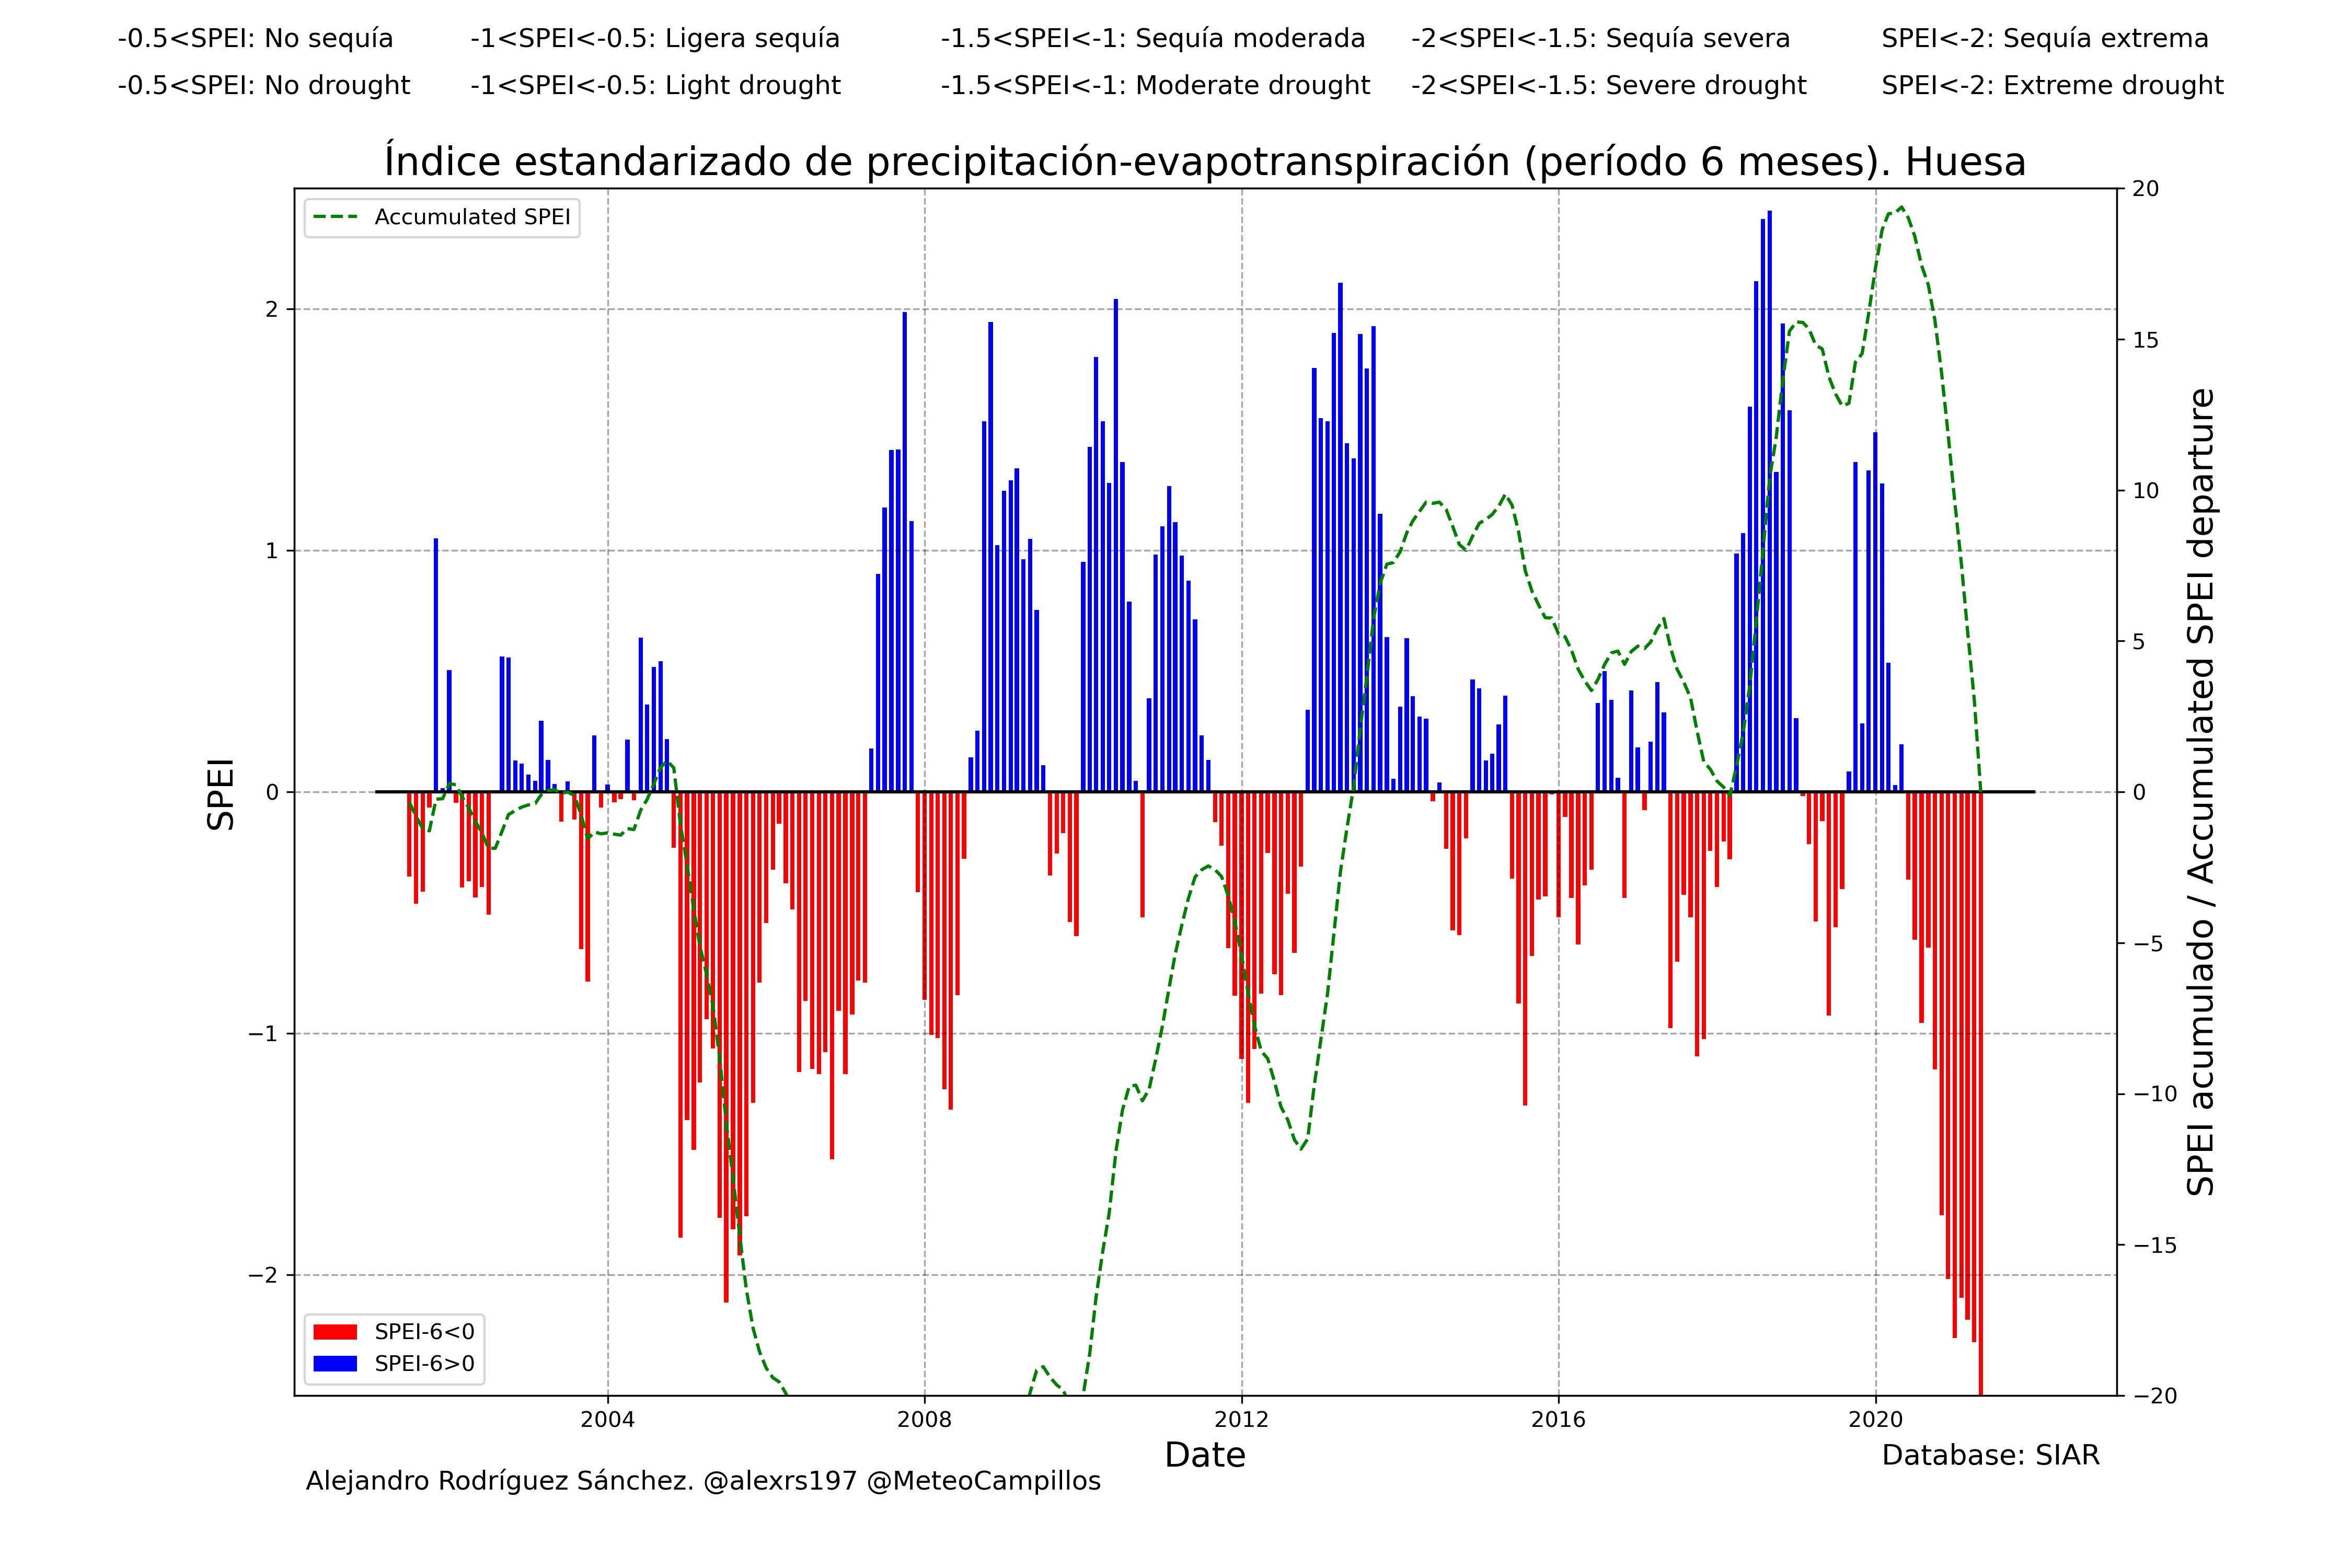 -0.5<SPEI: No sequía -1<SPEI<-0.5: Ligera sequía -1.5<SPEI<-1: Sequía moderada -2<SPEI<-1.5: Sequía severa SPEI<-2: Sequía extrema
-0.5<SPEI: No drought -1<SPEI<-0.5: Light drought -1.5<SPEI<-1: Moderate drought -2<SPEI<-1.5: Severe drought SPEI<-2: Extreme drought
Índice estandarizado de precipitación-evapotranspiración (período 6 meses). Huesa
Accumulated SPEI
2
1
0
−1
−2
SPEI
20
15
10
5
0
−5
−10
−15
−20
SPEI acumulado / Accumulated SPEI departure
SPEI-6<0
SPEI-6>0
2004 2008 2012 2016 2020
Date
Database: SIAR
Alejandro Rodríguez Sánchez. @alexrs197 @MeteoCampillos